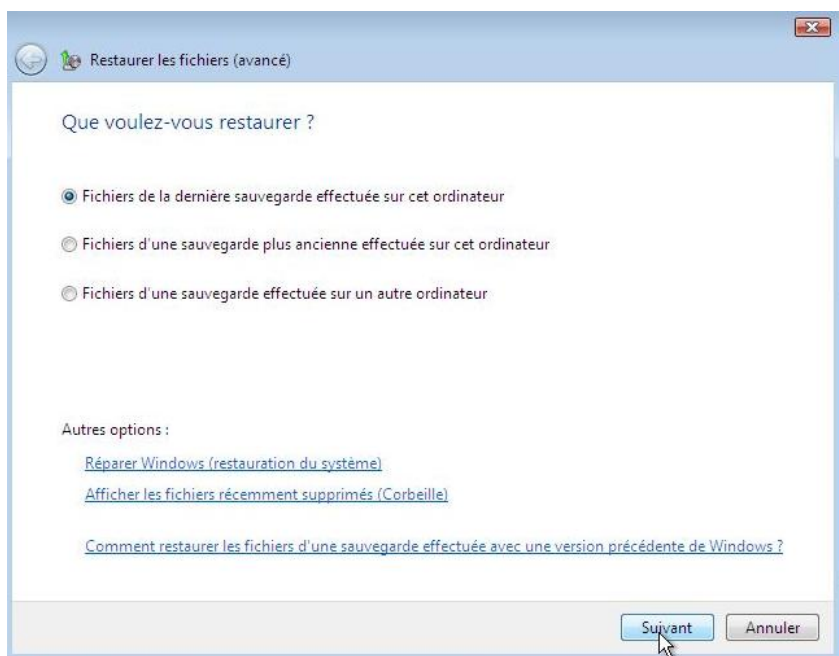 Restaurer les fichiers (avancé)
Que voulez-vous restaurer ?
Fichiers de la dernière sauvegarde effectuée sur cet ordinateur
Fichiers d'une sauvegarde plus ancienne effectuée sur cet ordinateur
Fichiers d'une sauvegarde effectuée sur un autre ordinateur
Autres options :
Réparer Windows (restauration du système)
Afficher les fichiers récemment supprimés (Corbeille)
Comment restaurer les fichiers d'une sauvegarde effectuée avec une version précédente de Windows ?
Suivant
Annuler